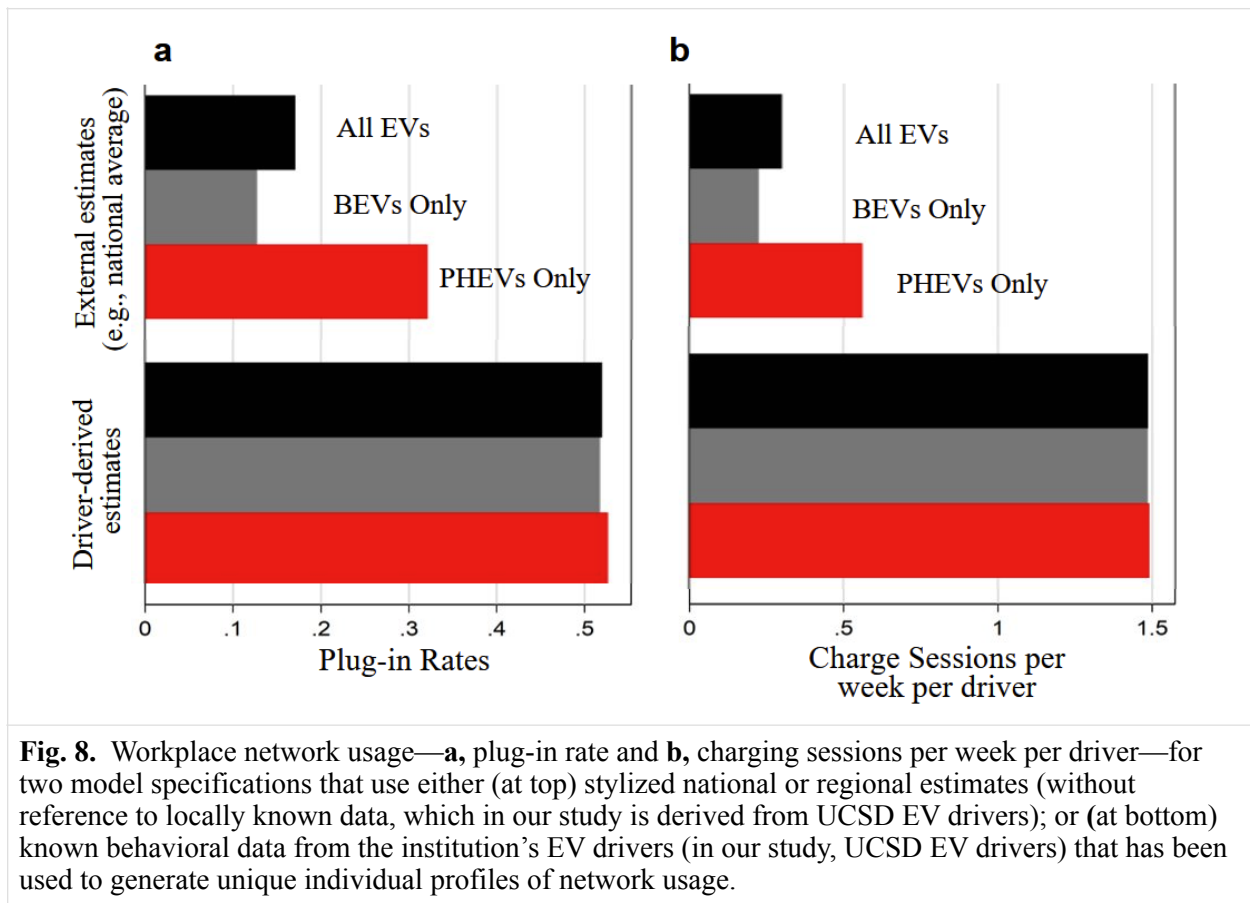 a
External estimates
(e.g., national average)
All EVs
BEVs Only
PHEVs Only
Driver-derived
estimates
0 .1 .2 .3 .4 .5
Plug-in Rates
b
All EVs
BEVs Only
PHEVs Only
0 .5 1 1.5
Charge Sessions per
week per driver
Fig. 8. Workplace network usage—a, plug-in rate and b, charging sessions per week per driver—for
two model specifications that use either (at top) stylized national or regional estimates (without
reference to locally known data, which in our study is derived from UCSD EV drivers); or (at bottom)
known behavioral data from the institution’s EV drivers (in our study, UCSD EV drivers) that has been
used to generate unique individual profiles of network usage.